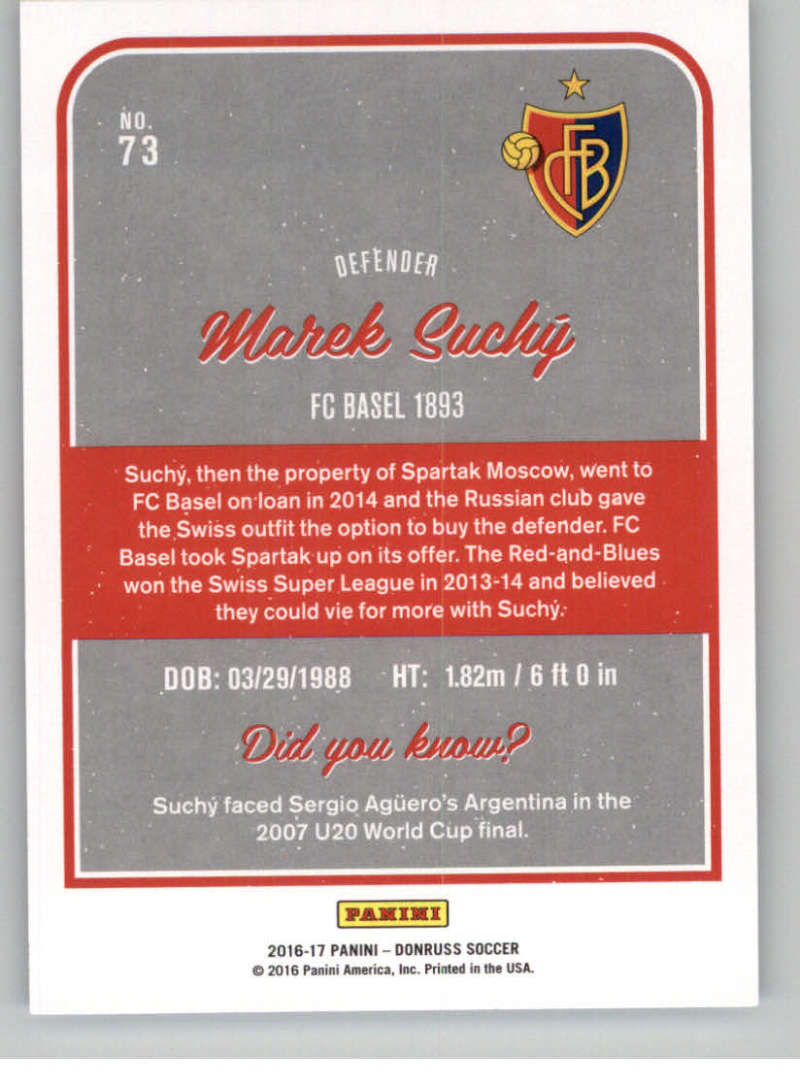 NO.
73
FCB
DEFENDER
Marek Suchý
FC BASEL 1893
Suchý, then the property of Spartak Moscow, went to
FC Basel on loan in 2014 and the Russian club gave
the Swiss outfit the option to buy the defender. FC
Basel took Spartak up on its offer. The Red-and-Blues
won the Swiss Super League in 2013-14 and believed
they could vie for more with Suchý.
DOB: 03/29/1988 HT: 1.82m / 6 ft 0 in
Did you know?
Suchý faced Sergio Agüero's Argentina in the
2007 U20 World Cup final.
PANINI
2016-17 PANINI – DONRUSS SOCCER
© 2016 Panini America, Inc. Printed in the USA.